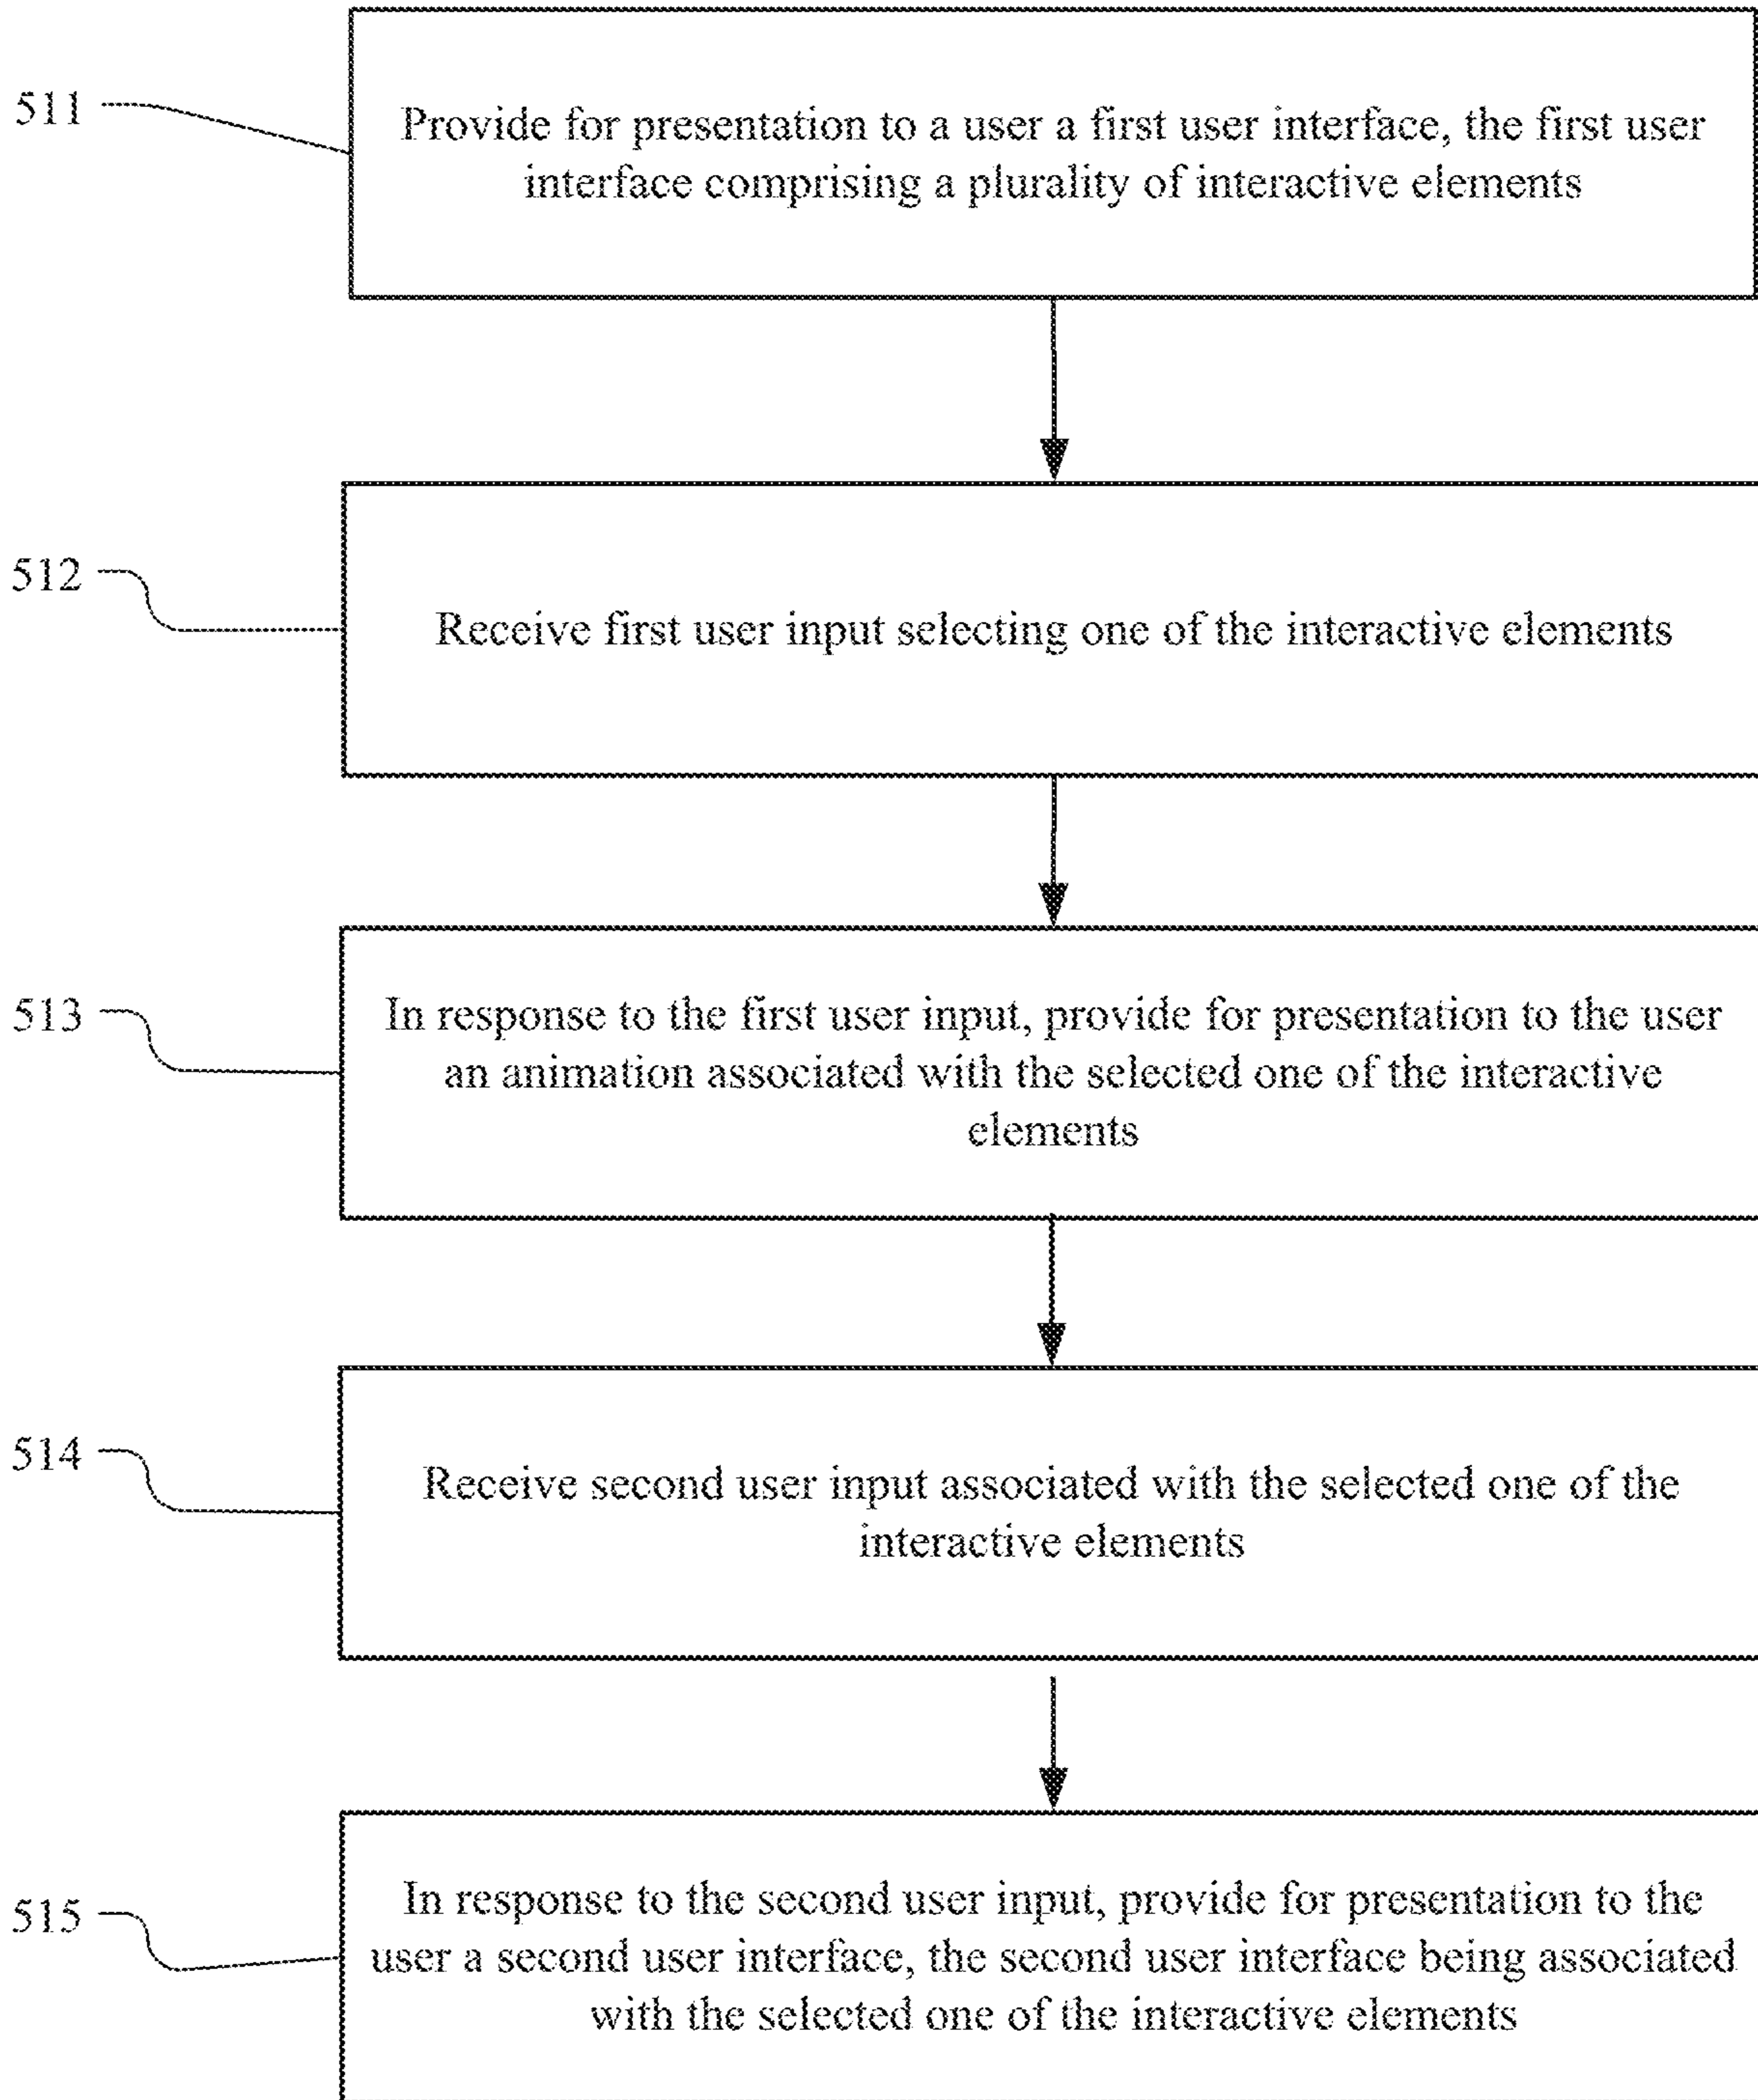 511
Provide for presentation to a user a first user interface, the first user
interface comprising a plurality of interactive elements
512
Receive first user input selecting one of the interactive elements
513
In response to the first user input, provide for presentation to the user
an animation associated with the selected one of the interactive
elements
514
Receive second user input associated with the selected one of the
interactive elements
515
In response to the second user input, provide for presentation to the
user a second user interface, the second user interface being associated
with the selected one of the interactive elements